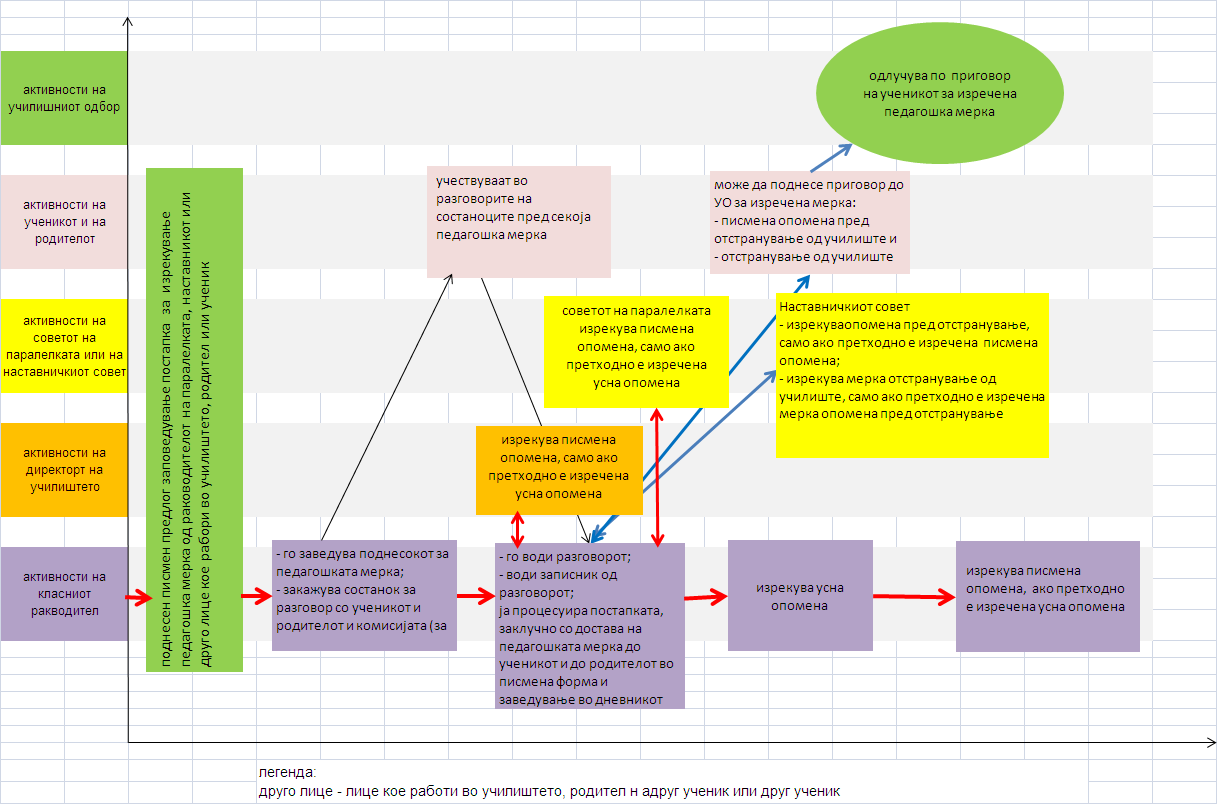 активности на
училишниот одбор
одлучува по приговор
на ученикот за изречена
педагошка мерка
активности на
ученикот и на
родителот
поднесен писмен предлог заповедување постапка за изрекување
педагошка мерка од раководителот на паралелката, наставникот или
друго лице кое рабори во училиштето, родител или ученик
учествуваат во
разговорите на
состаноците пред секоја
педагошка мерка
може да поднесе приговор до
УО за изречена мерка:
- писмена опомена пред
отстранување од училиште и
- отстранување од училиште
активности на
советот на
паралелката или на
наставничкиот совет
советот на паралелката
изрекува писмена
опомена, само ако
претходно е изречена
усна опомена
Наставничкиот совет
- изрекуваопомена пред отстранување,
само ако претходно е изречена писмена
опомена;
- изрекува мерка отстранување од
училиште, само ако претходно е изречена
мерка опомена пред отстранување
активности на
директорт на
училиштето
изрекува писмена
опомена, само ако
претходно е изречена
усна опомена
активности на
класниот
ракводител
- го заведува поднесокот за
педагошката мерка;
- закажува состанок за
разговор со ученикот и
родителот и комисијата (за
- го води разговорот;
- води записник од
разговорот;
ја процесуира постапката,
заклучно со достава на
педагошката мерка до
ученикот и до родителот во
писмена форма и
заведување во дневникот
изрекува усна
опомена
изрекува писмена
опомена, ако претходно
е изречена усна опомена
легенда:
друго лице - лице кое работи во училиштето, родител н адруг ученик или друг ученик